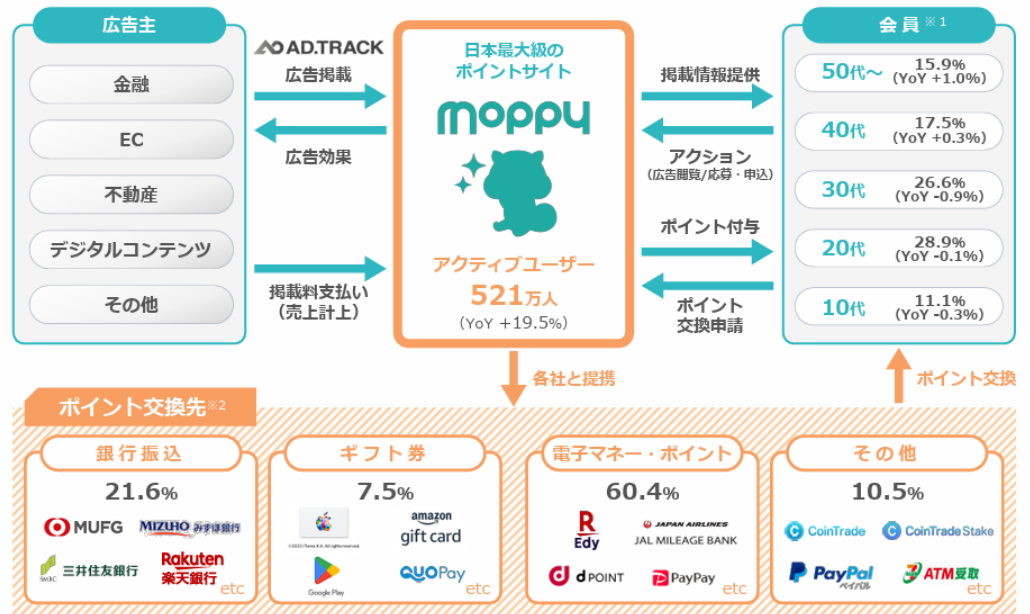 広告主
金融
EC
不動産
デジタルコンテンツ
その他
AD.TRACK
広告掲載
広告効果
掲載料支払い
(売上計上)
日本最大級の
ポイントサイト
moppy
アクティブユーザー
521万人
(YoY +19.5%)
掲載情報提供
アクション
(広告閲覧/応募・申込)
ポイント付与
ポイント
交換申請
会員 ※1
50代～ 15.9% (YoY +1.0%)
40代 17.5% (YoY +0.3%)
30代 26.6% (YoY -0.9%)
20代 28.9% (YoY -0.1%)
10代 11.1% (YoY -0.3%)
各社と提携
ポイント交換
ポイント交換先※2
銀行振込
21.6%
MUFG
MIZUHO みずほ銀行
SMBC 三井住友銀行
Rakuten
楽天銀行
etc
ギフト券
7.5%
amazon
gift card
Google Play
QUOPay
etc
電子マネー・ポイント
60.4%
R
Edy
JAPAN AIRLINES
JAL MILEAGE BANK
d POINT
PayPay
etc
その他
10.5%
CoinTrade
CoinTrade Stake
PayPal
ペイパル
ATM受取
etc